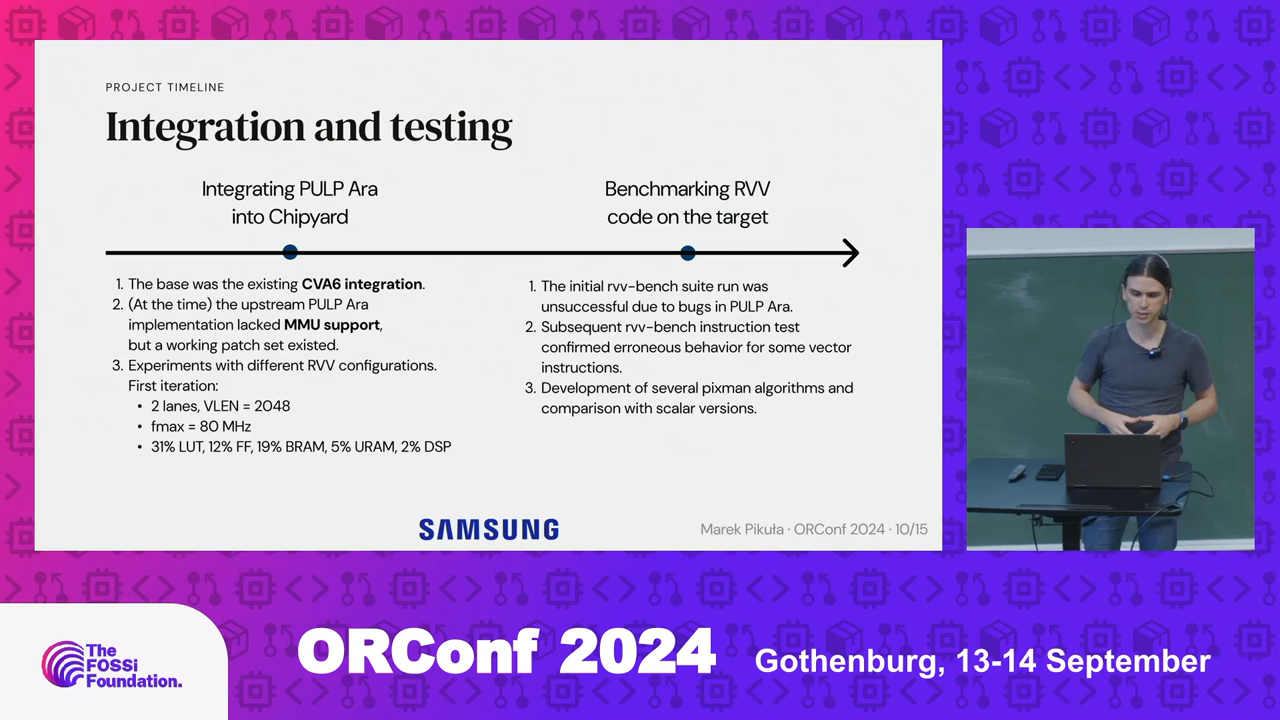 PROJECT TIMELINE
Integration and testing
Integrating PULP Ara
into Chipyard
1. The base was the existing CVA6 integration.
2. (At the time) the upstream PULP Ara
implementation lacked MMU support,
but a working patch set existed.
3. Experiments with different RVV configurations.
First iteration:
• 2 lanes, VLEN = 2048
• fmax = 80 MHz
• 31% LUT, 12% FF, 19% BRAM, 5% URAM, 2% DSP
Benchmarking RVV
code on the target
1. The initial rvv-bench suite run was
unsuccessful due to bugs in PULP Ara.
2. Subsequent rvv-bench instruction test
confirmed erroneous behavior for some vector
instructions.
3. Development of several pixman algorithms and
comparison with scalar versions.
SAMSUNG
Marek Pikuła · ORConf 2024 · 10/15
The
FOSSi
Foundation.
ORConf 2024
Gothenburg, 13-14 September